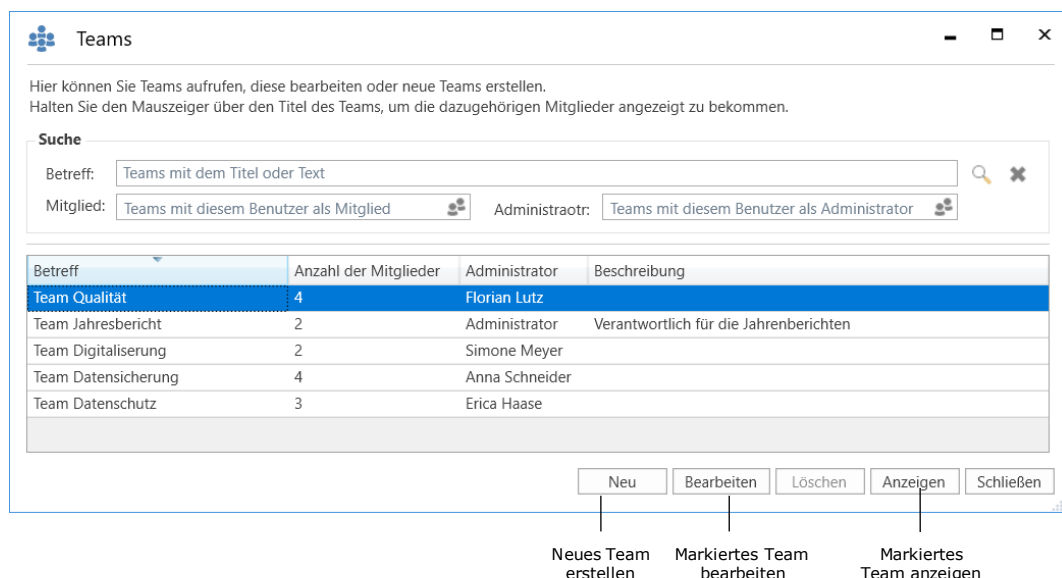 Teams
Hier können Sie Teams aufrufen, diese bearbeiten oder neue Teams erstellen.
Halten Sie den Mauszeiger über den Titel des Teams, um die dazugehörigen Mitglieder angezeigt zu bekommen.
Suche
Betreff: Teams mit dem Titel oder Text
Mitglied: Teams mit diesem Benutzer als Mitglied Administraotr: Teams mit diesem Benutzer als Administrator
Betreff Anzahl der Mitglieder Administrator Beschreibung
Team Qualität 4 Florian Lutz
Team Jahresbericht 2 Administrator Verantwortlich für die Jahrenberichten
Team Digitaliserung 2 Simone Meyer
Team Datensicherung 4 Anna Schneider
Team Datenschutz 3 Erica Haase
Neu Bearbeiten Löschen Anzeigen Schließen
Neues Team Markiertes Team Markiertes
erstellen bearbeiten Team anzeigen